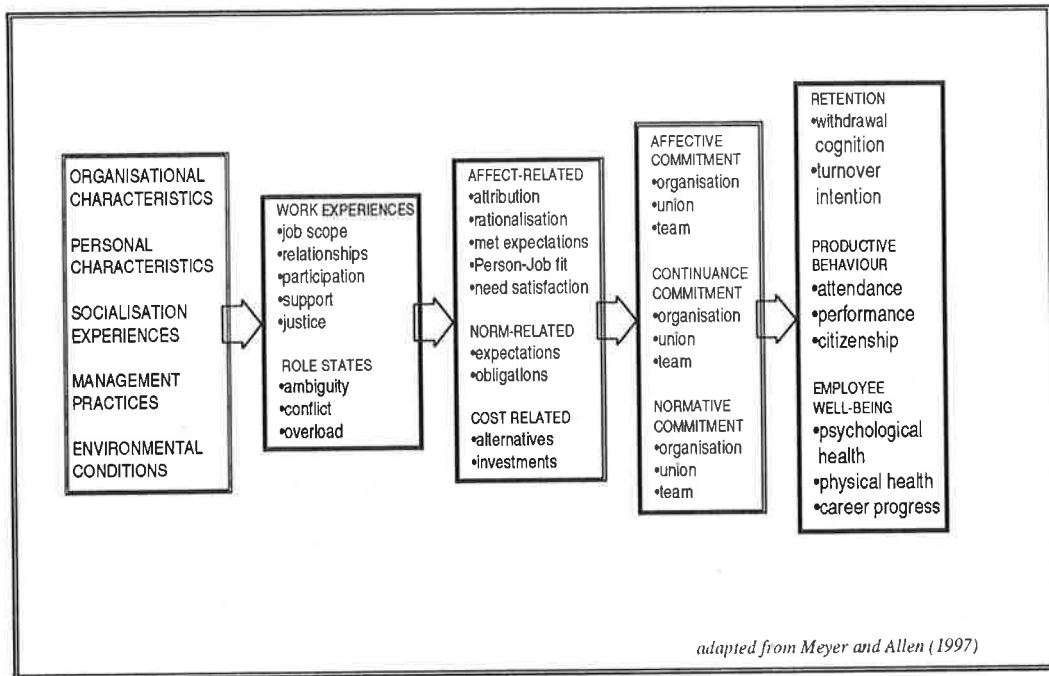 ORGANISATIONAL
CHARACTERISTICS
PERSONAL
CHARACTERISTICS
SOCIALISATION
EXPERIENCES
MANAGEMENT
PRACTICES
ENVIRONMENTAL
CONDITIONS
WORK EXPERIENCES
•job scope
•relationships
•participation
•support
•justice
ROLE STATES
•ambiguity
•conflict
•overload
AFFECT-RELATED
•attribution
•rationalisation
•met expectations
•Person-Job fit
•need satisfaction
NORM-RELATED
•expectations
•obligations
COST RELATED
•alternatives
•investments
AFFECTIVE
COMMITMENT
•organisation
•union
•team
CONTINUANCE
COMMITMENT
•organisation
•union
•team
NORMATIVE
COMMITMENT
•organisation
•union
•team
RETENTION
•withdrawal
cognition
•turnover
intention
PRODUCTIVE
BEHAVIOUR
•attendance
•performance
•citizenship
EMPLOYEE
WELL-BEING
•psychological
health
•physical health
•career progress
adapted from Meyer and Allen (1997)